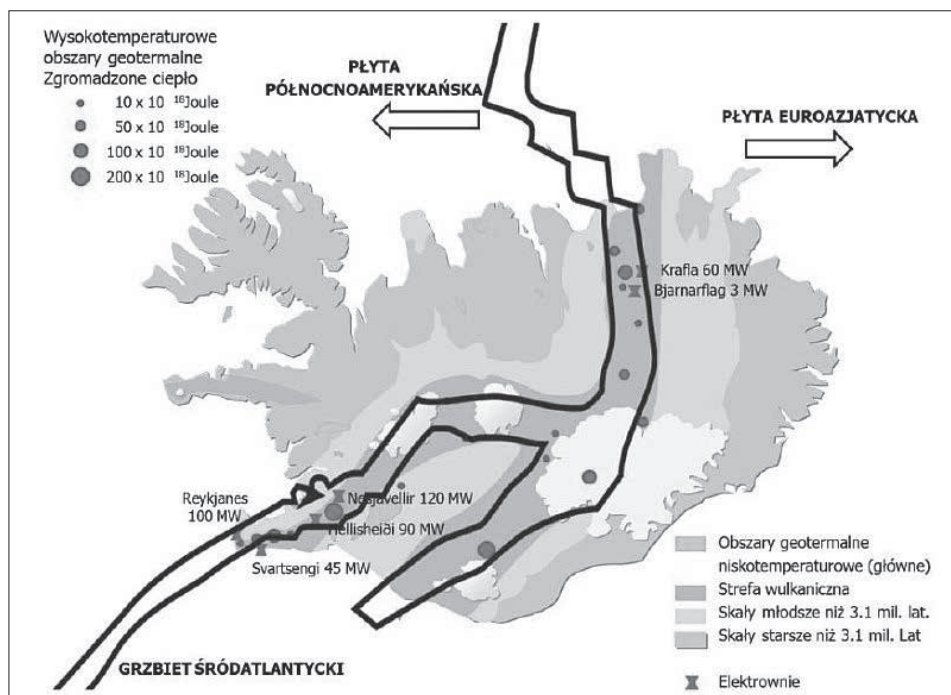 Wysokotemperaturowe
obszary geotermalne
Zgromadzone ciepło
10 x 10 ¹⁸Joule
50 x 10 ¹⁸Joule
100 x 10 ¹⁸Joule
200 x 10 ¹⁸Joule
PŁYTA
PÓŁNOCNOAMERYKAŃSKA
PŁYTA EUROAZJATYCKA
Krafla 60 MW
Bjarnarflag 3 MW
Reykjanes
100 MW
Nesjavellir 120 MW
Hellisheiði 90 MW
Svartsengi 45 MW
GRZBIET ŚRÓDATLANTYCKI
Obszary geotermalne
niskotemperaturowe (główne)
Strefa wulkaniczna
Skały młodsze niż 3.1 mil. lat.
Skały starsze niż 3.1 mil. Lat
Elektrownie